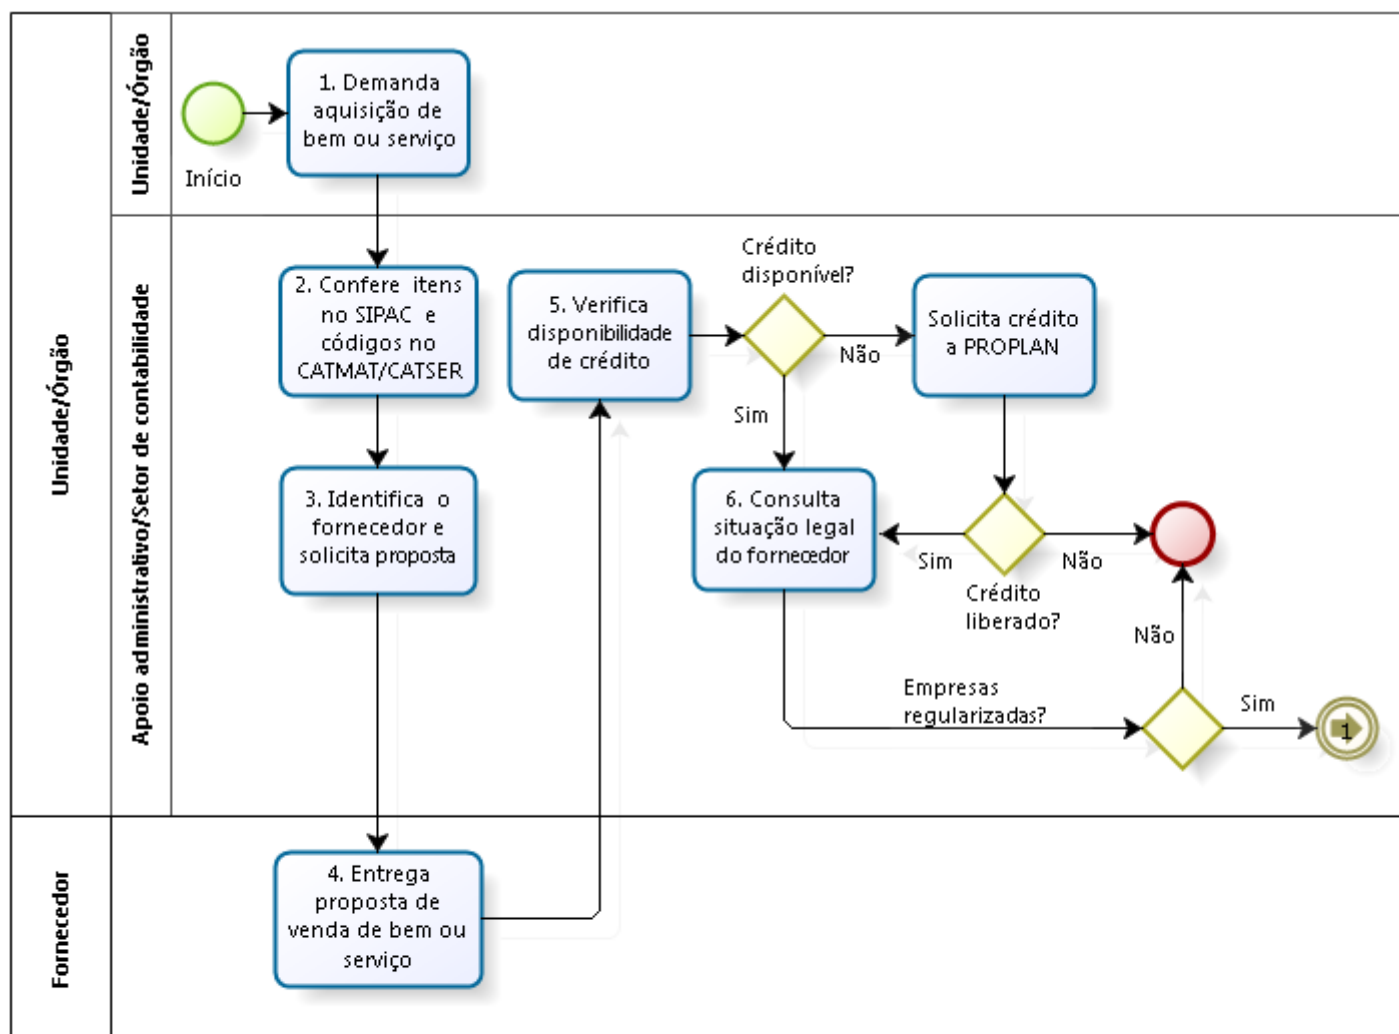 Unidade/Órgão
Unidade/Órgão
Início
1. Demanda
aquisição de
bem ou serviço
Apoio administrativo/Setor de contabilidade
2. Confere itens
no SIPAC e
códigos no
CATMAT/CATSER
3. Identifica o
fornecedor e
solicita proposta
5. Verifica
disponibilidade
de crédito
Crédito
disponível?
Não
Sim
Solicita crédito
a PROPLAN
6. Consulta
situação legal
do fornecedor
Sim
Não
Crédito
liberado?
Empresas
regularizadas?
Não
Sim
1
Fornecedor
4. Entrega
proposta de
venda de bem ou
serviço